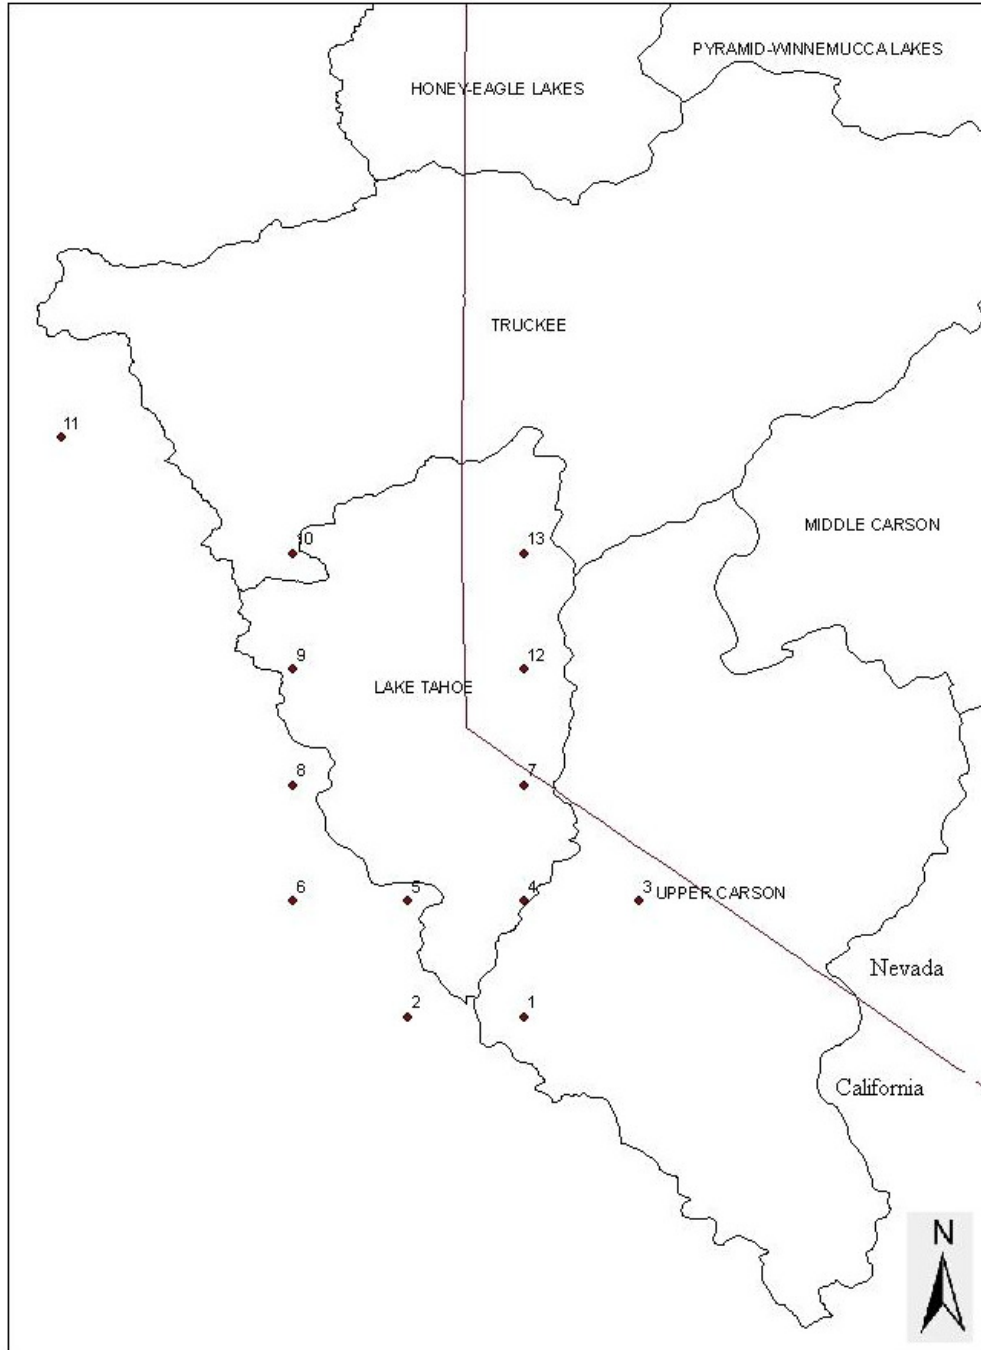 PYRAMID-WINNEMUCCA LAKES
HONEY-EAGLE LAKES
TRUCKEE
11
MIDDLE CARSON
10
13
9
12
LAKE TAHOE
8
7
6
5
4
3
UPPER CARSON
Nevada
2
1
California
N